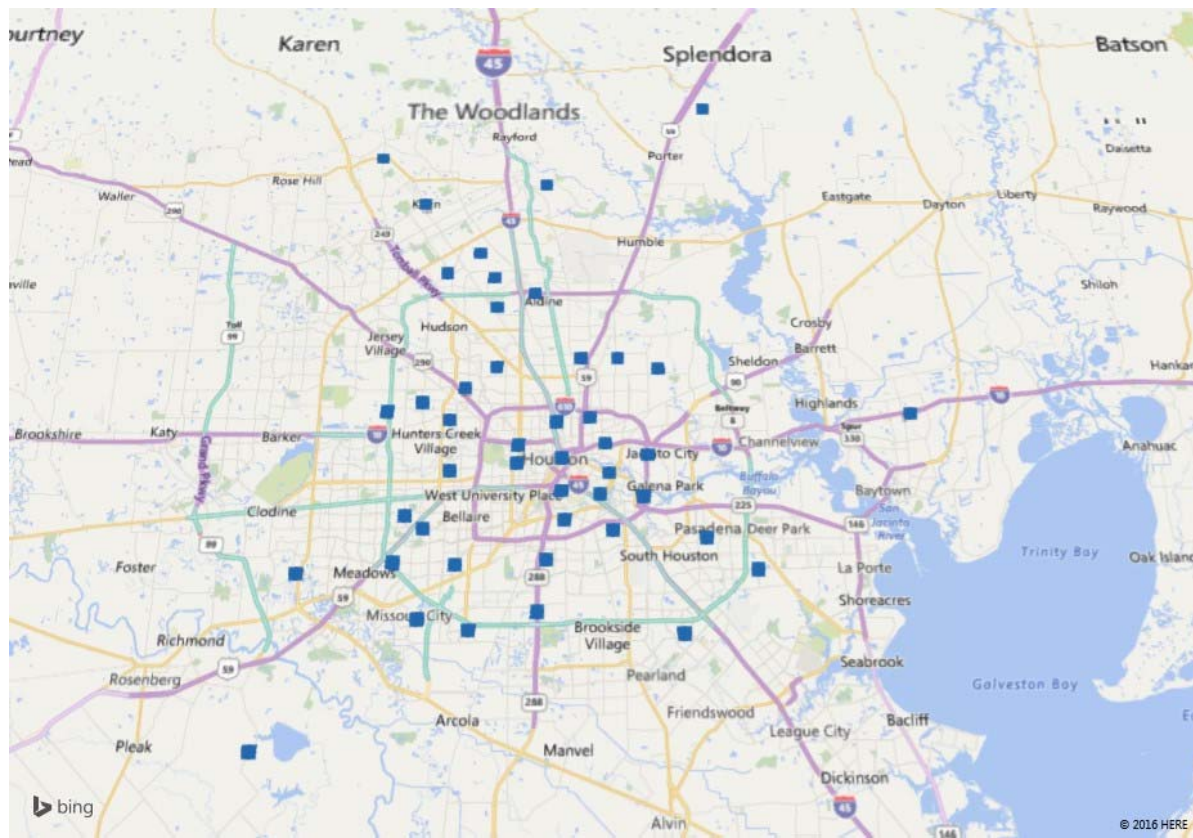 ourtney
Karen
45
Splendora
Batson
The Woodlands
Rayford
Porter
Daisetta
Rose Hill
Waller
290
Eastgate
Liberty
Dayton
Raywood
45
249
Humble
Tomball Pkwy
Shiloh
Aldine
Toll
99
Hudson
Jersey
Village
Crosby
Barrett
290
59
Sheldon
90
Hankam
10
Highlands
610
Beltway
8
Brookshire
Katy
Barker
10
Hunters Creek
Village
Spur
330
10
Channelview
Anahuac
Grand Pkwy
Houston
Jacinto City
45
Galena Park
Buffalo
Bayou
Baytown
West University Place
Clodine
Bellaire
225
San
Jacinto
River
146
Pasadena
Deer Park
99
Trinity Bay
Oak Island
South Houston
Foster
Meadows
La Porte
288
59
Shoreacres
Missouri City
Brookside
Village
Richmond
59
Seabrook
Rosenberg
Pearland
Galveston Bay
288
Friendswood
Arcola
Bacliff
League City
Pleak
Manvel
Dickinson
bing
45
Alvin
146
© 2016 HERE